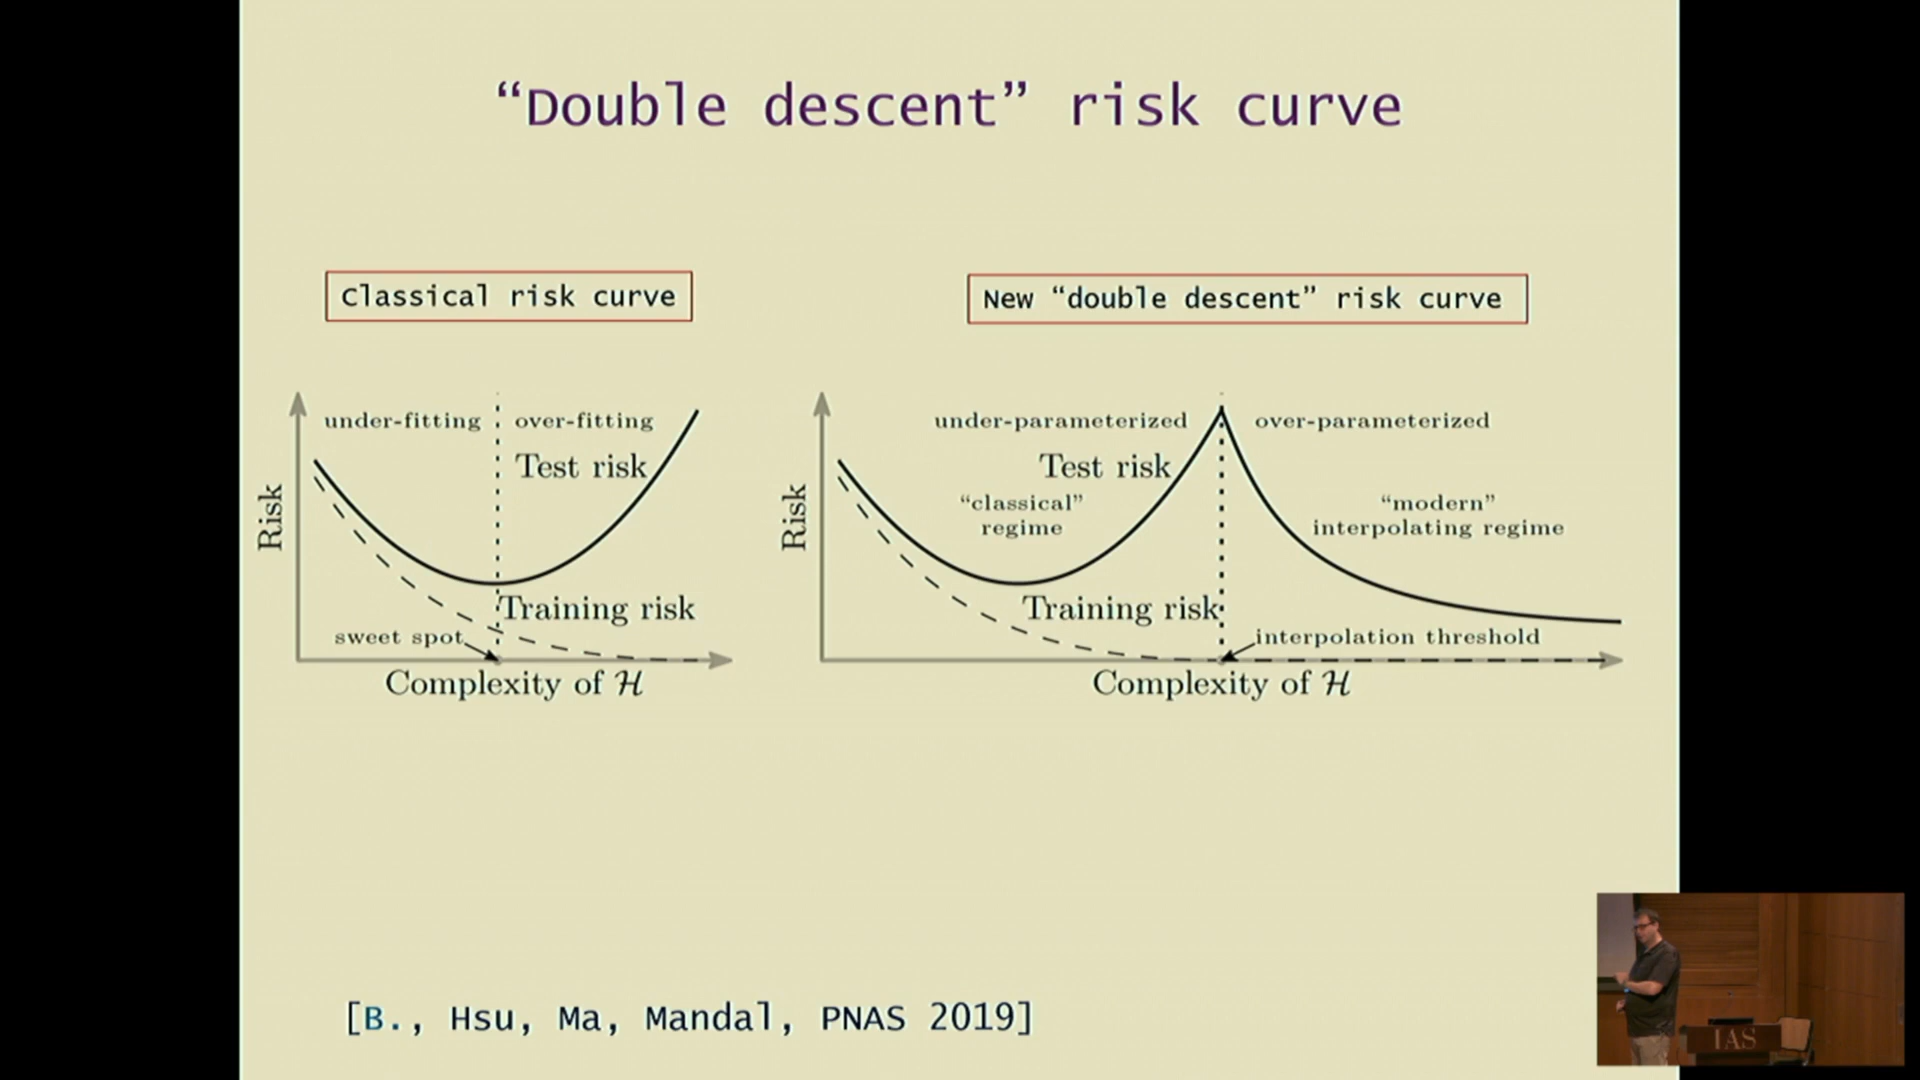 “Double descent” risk curve
Classical risk curve
New “double descent” risk curve
under-fitting
over-fitting
Test risk
Risk
Training risk
sweet spot
Complexity of ℋ
under-parameterized
over-parameterized
Test risk
“classical”
regime
“modern”
interpolating regime
Risk
Training risk
interpolation threshold
Complexity of ℋ
[B., Hsu, Ma, Mandal, PNAS 2019]
IAS